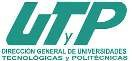 UTyP
DIRECCIÓN GENERAL DE UNIVERSIDADES
TECNOLÓGICAS y POLITÉCNICAS